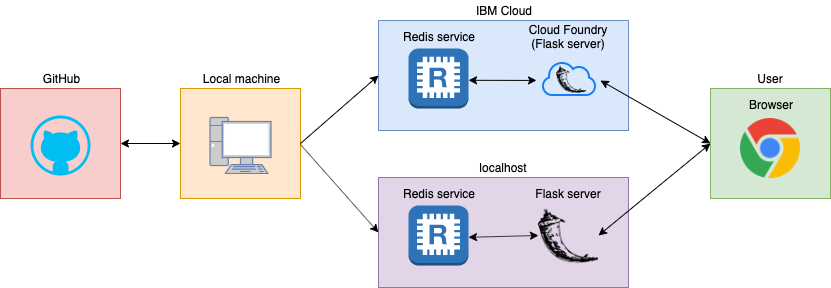 IBM Cloud
Redis service
Cloud Foundry
(Flask server)
R
GitHub
Local machine
User
Browser
localhost
Redis service
Flask server
R